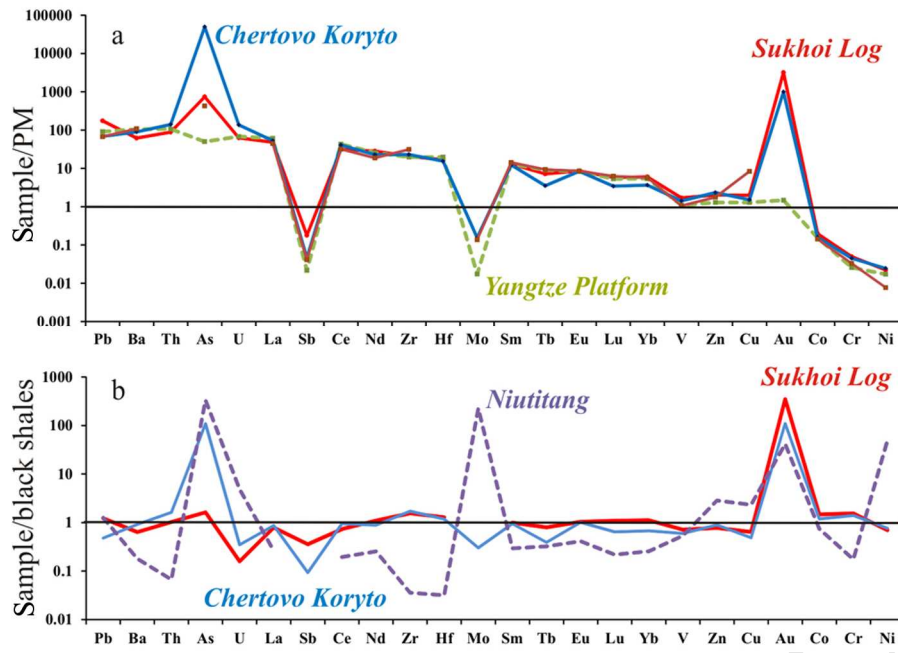 a
Chertovo Koryto
Sukhoi Log
Yangtze Platform
Sample/PM
100000
10000
1000
100
10
1
0.1
0.01
0.001
Pb Ba Th As U La Sb Ce Nd Zr Hf Mo Sm Tb Eu Lu Yb V Zn Cu Au Co Cr Ni
b
Niutitang
Sukhoi Log
Chertovo Koryto
Sample/black shales
1000
100
10
1
0.1
0.01
Pb Ba Th As U La Sb Ce Nd Zr Hf Mo Sm Tb Eu Lu Yb V Zn Cu Au Co Cr Ni